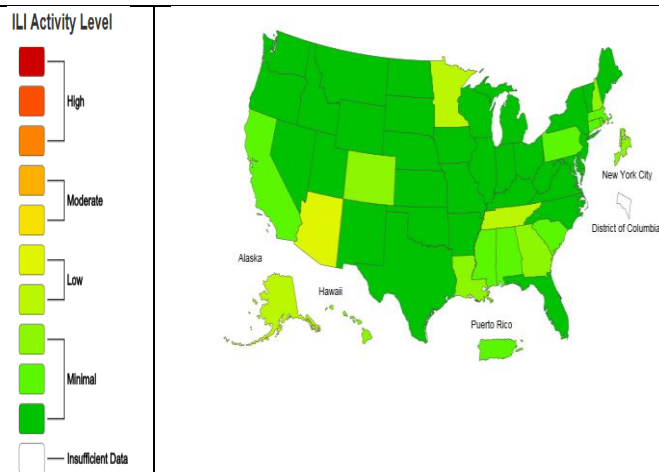 ILI Activity Level
High
Moderate
Low
Minimal
Insufficient Data
New York City
District of Columbia
Alaska
Hawaii
Puerto Rico